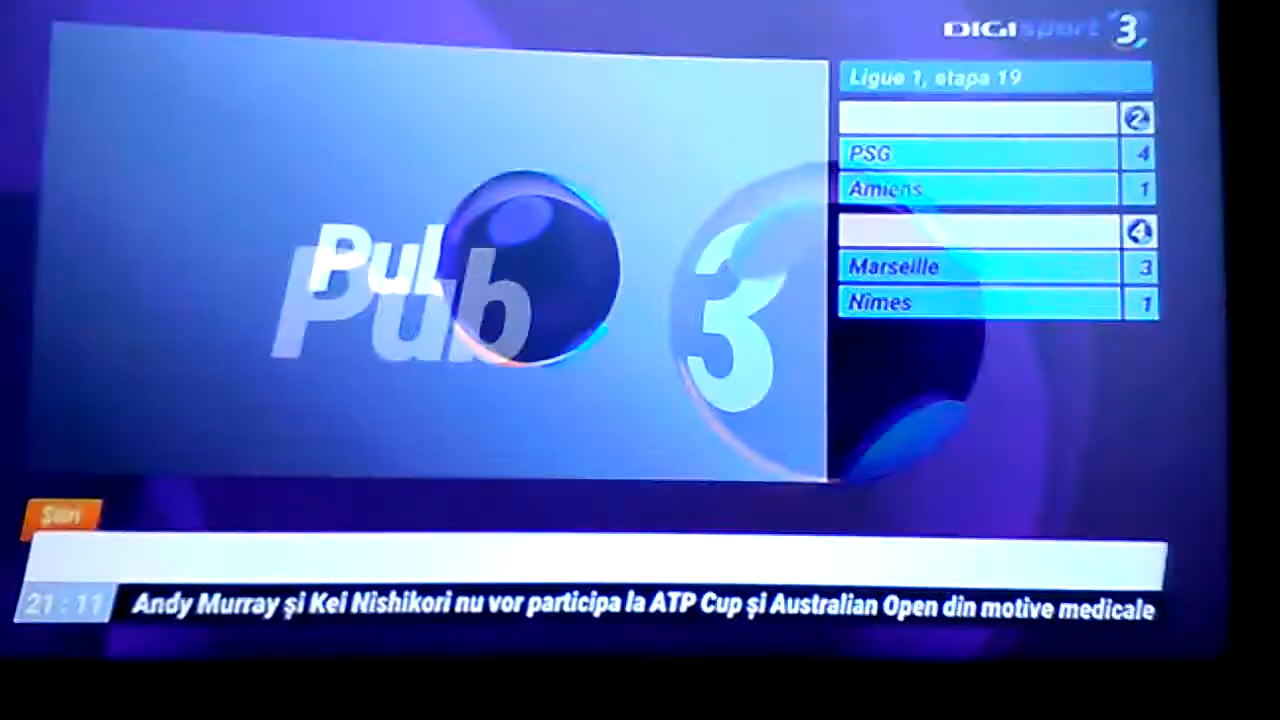 DIGI sport 3
Ligue 1, etapa 19
2
PSG 4
Amiens 1
4
Marseille 3
Nimes 1
Pub
Pub
3
Știri
21:11 Andy Murray și Kei Nishikori nu vor participa la ATP Cup și Australian Open din motive medicale